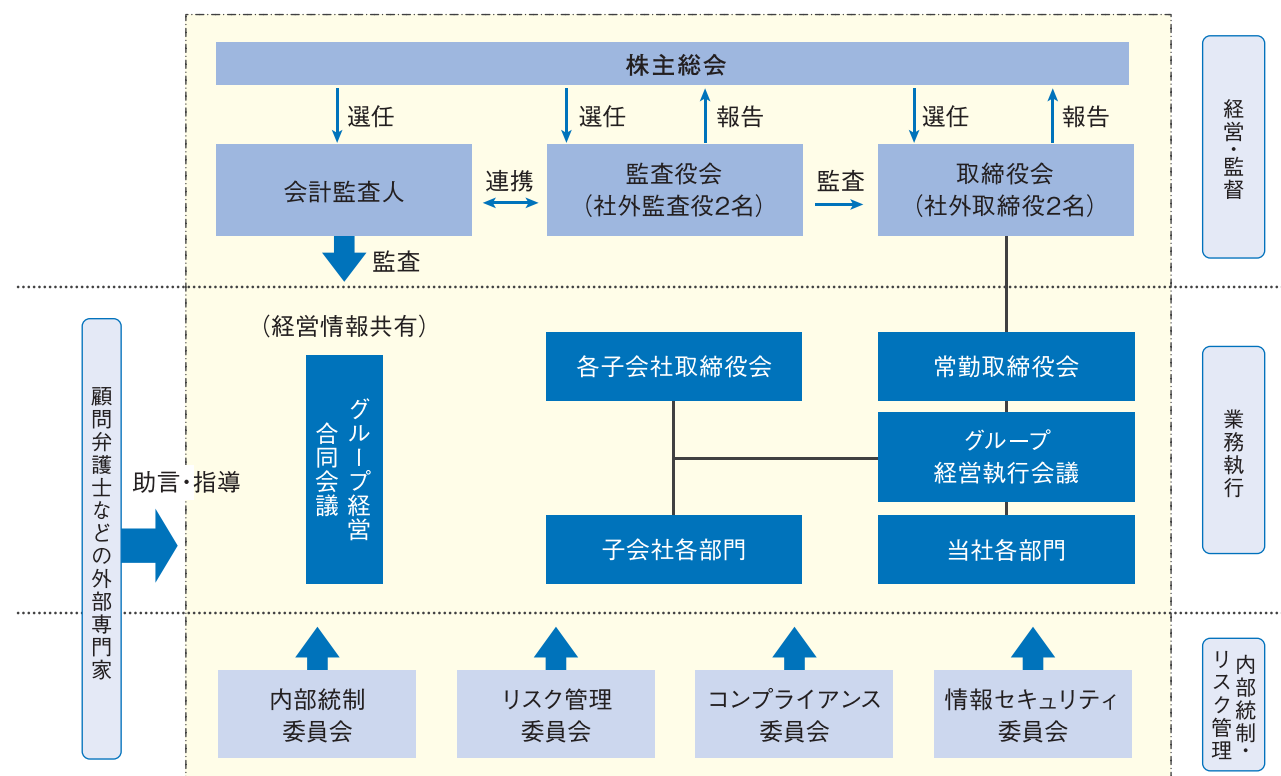 株主総会
選任
選任
報告
選任
報告
経営・監督
会計監査人
連携
監査役会
（社外監査役2名）
監査
取締役会
（社外取締役2名）
監査
（経営情報共有）
グループ経営
合同会議
各子会社取締役会
常勤取締役会
グループ
経営執行会議
子会社各部門
当社各部門
業務執行
顧問弁護士などの外部専門家
助言・指導
内部統制
委員会
リスク管理
委員会
コンプライアンス
委員会
情報セキュリティ
委員会
内部統制・
リスク管理